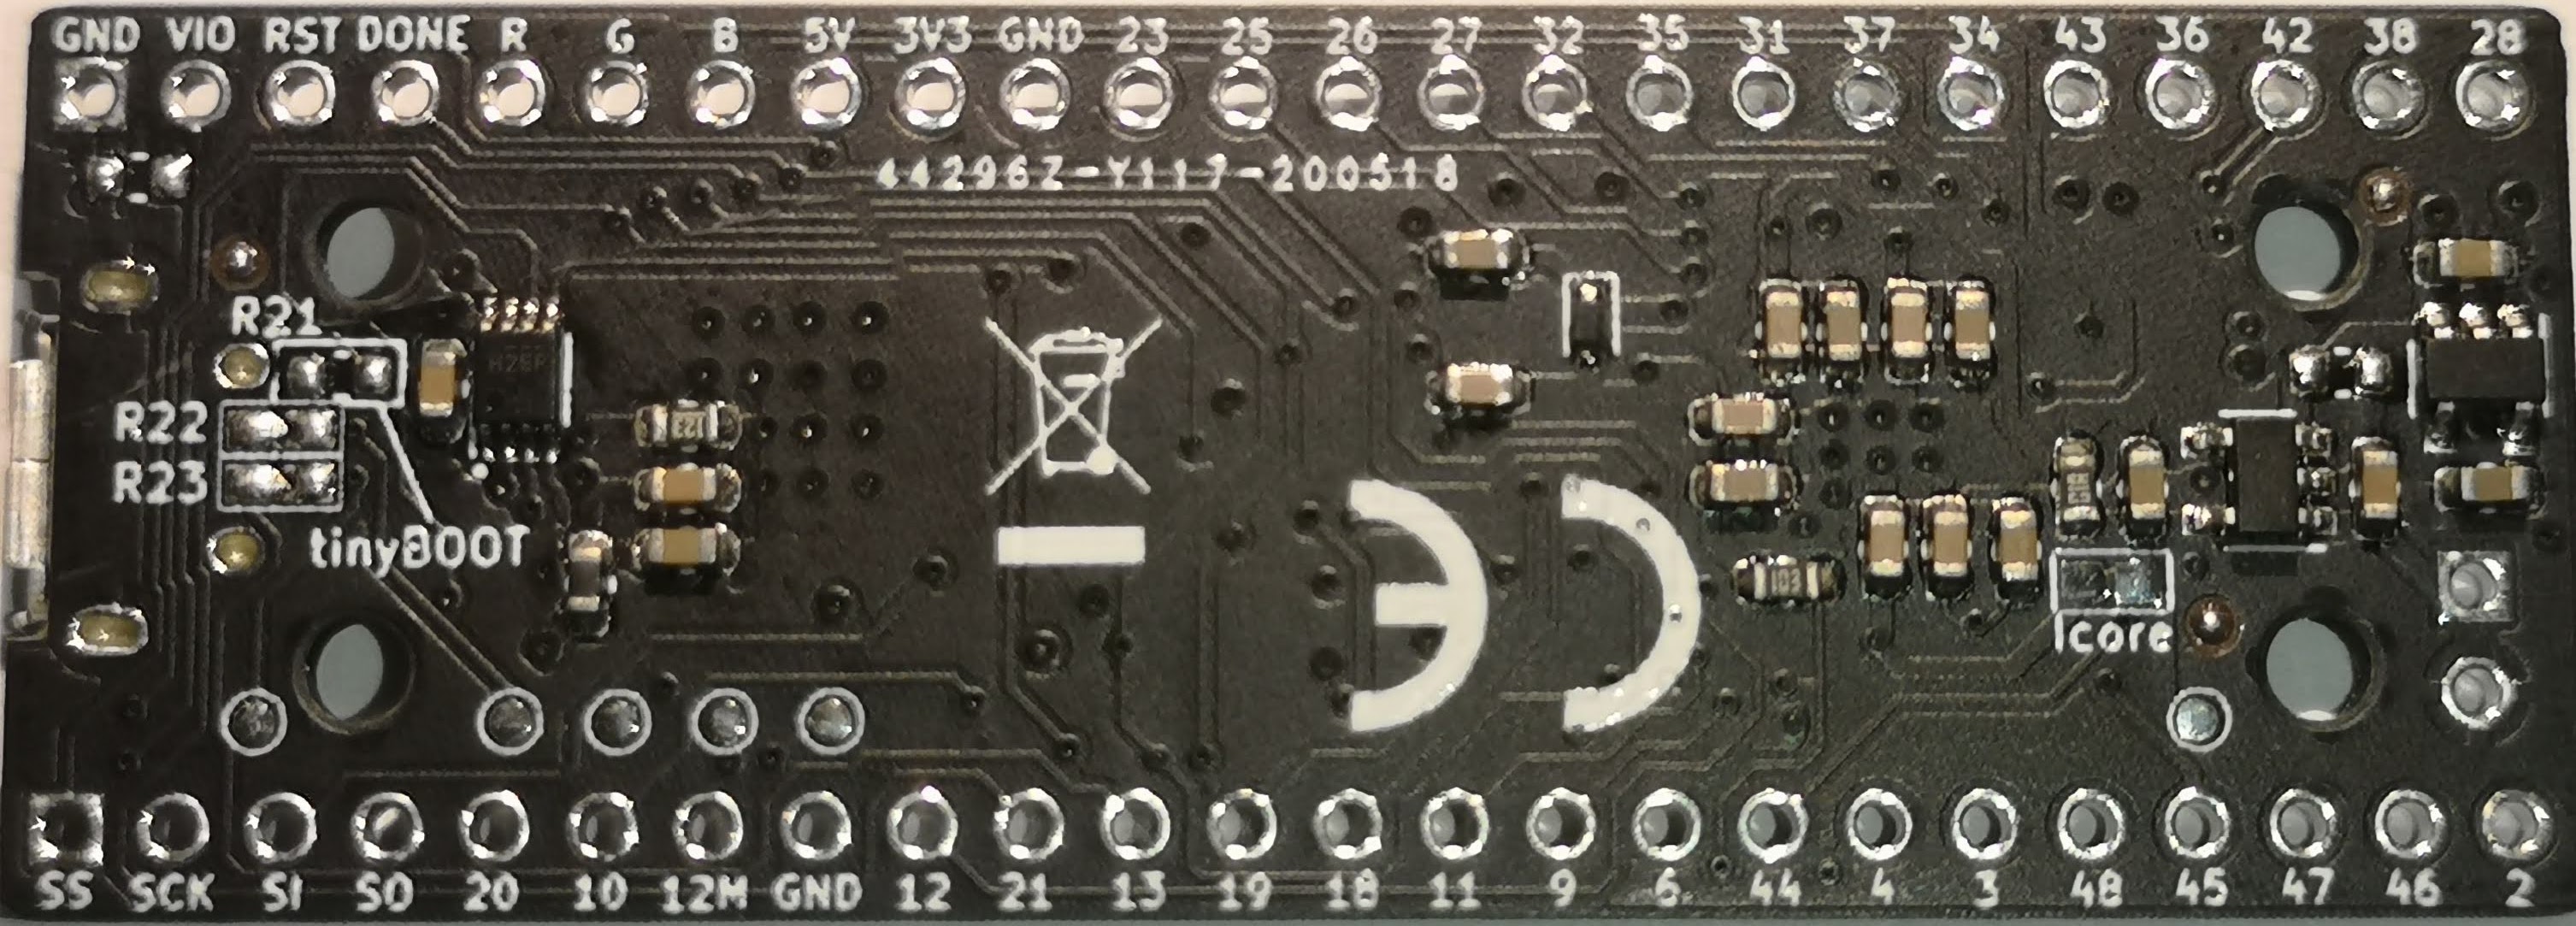 GND VIO RST DONE R G B 5V 3V3 GND 23 25 26 27 32 35 31 37 34 43 36 42 38 28
44296Z-Y117-200518
R21
R22
R23
tinyBOOT
123
103
Icore
SS SCK SI SO 20 10 12M GND 12 21 13 19 18 11 9 6 44 4 3 48 45 47 46 2